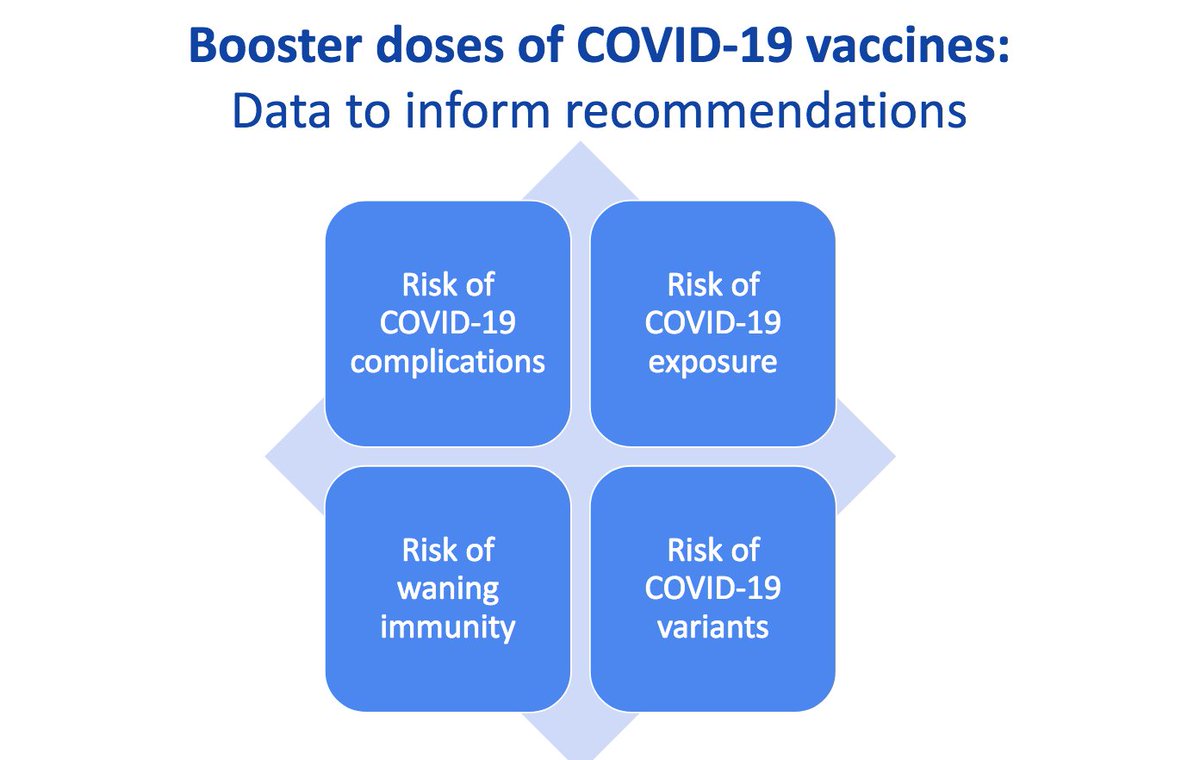 Booster doses of COVID-19 vaccines:
Data to inform recommendations
Risk of
COVID-19
complications
Risk of
COVID-19
exposure
Risk of
waning
immunity
Risk of
COVID-19
variants